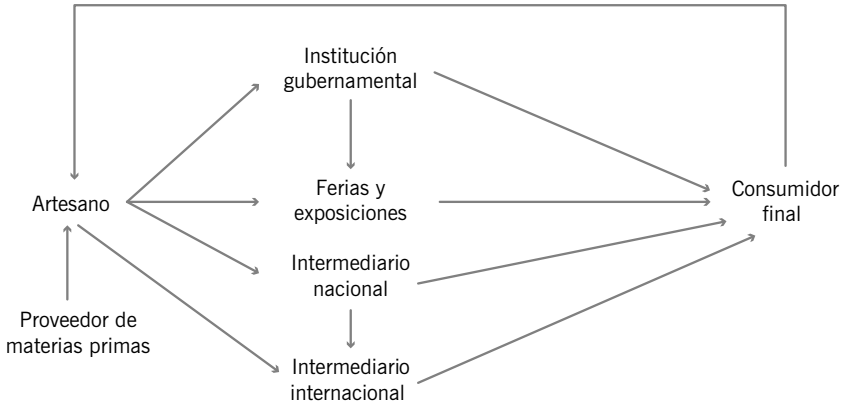 Institución
gubernamental
Artesano
Ferias y
exposiciones
Consumidor
final
Intermediario
nacional
Proveedor de
materias primas
Intermediario
internacional